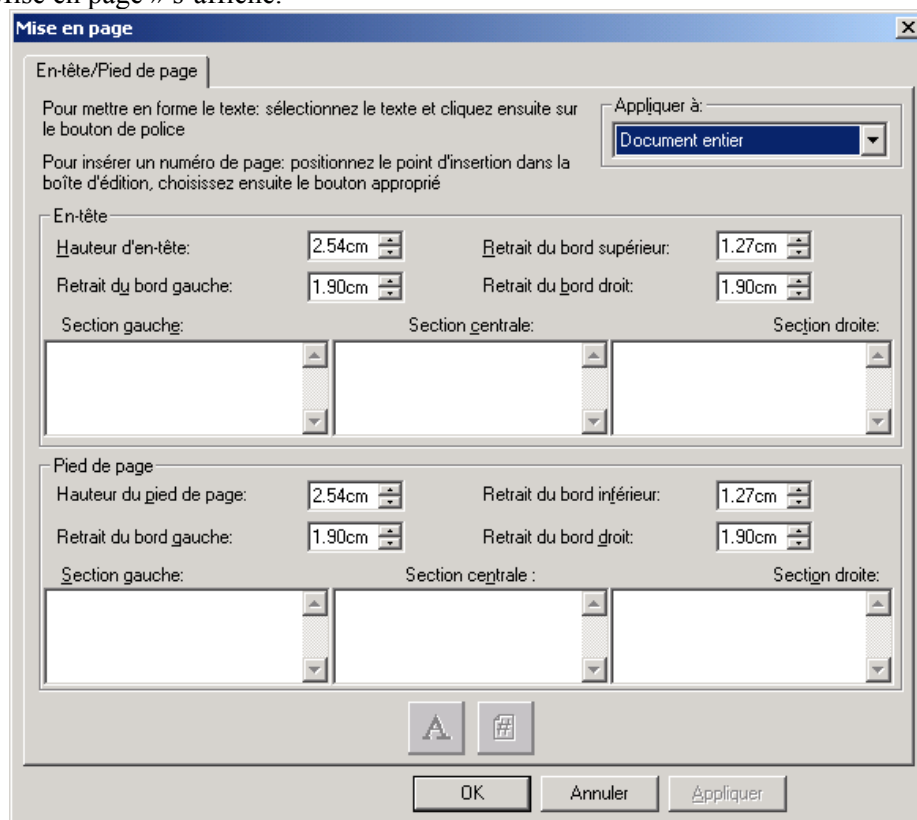 Mise en page » s'affiche.
Mise en page
En-tête/Pied de page
Pour mettre en forme le texte: sélectionnez le texte et cliquez ensuite sur
le bouton de police
Appliquer à:
Document entier
Pour insérer un numéro de page: positionnez le point d'insertion dans la
boîte d'édition, choisissez ensuite le bouton approprié
En-tête
Hauteur d'en-tête: 2.54cm Retrait du bord supérieur: 1.27cm
Retrait du bord gauche: 1.90cm Retrait du bord droit: 1.90cm
Section gauche: Section centrale: Section droite:
Pied de page
Hauteur du pied de page: 2.54cm Retrait du bord inférieur: 1.27cm
Retrait du bord gauche: 1.90cm Retrait du bord droit: 1.90cm
Section gauche: Section centrale : Section droite:
A #
OK Annuler Appliquer